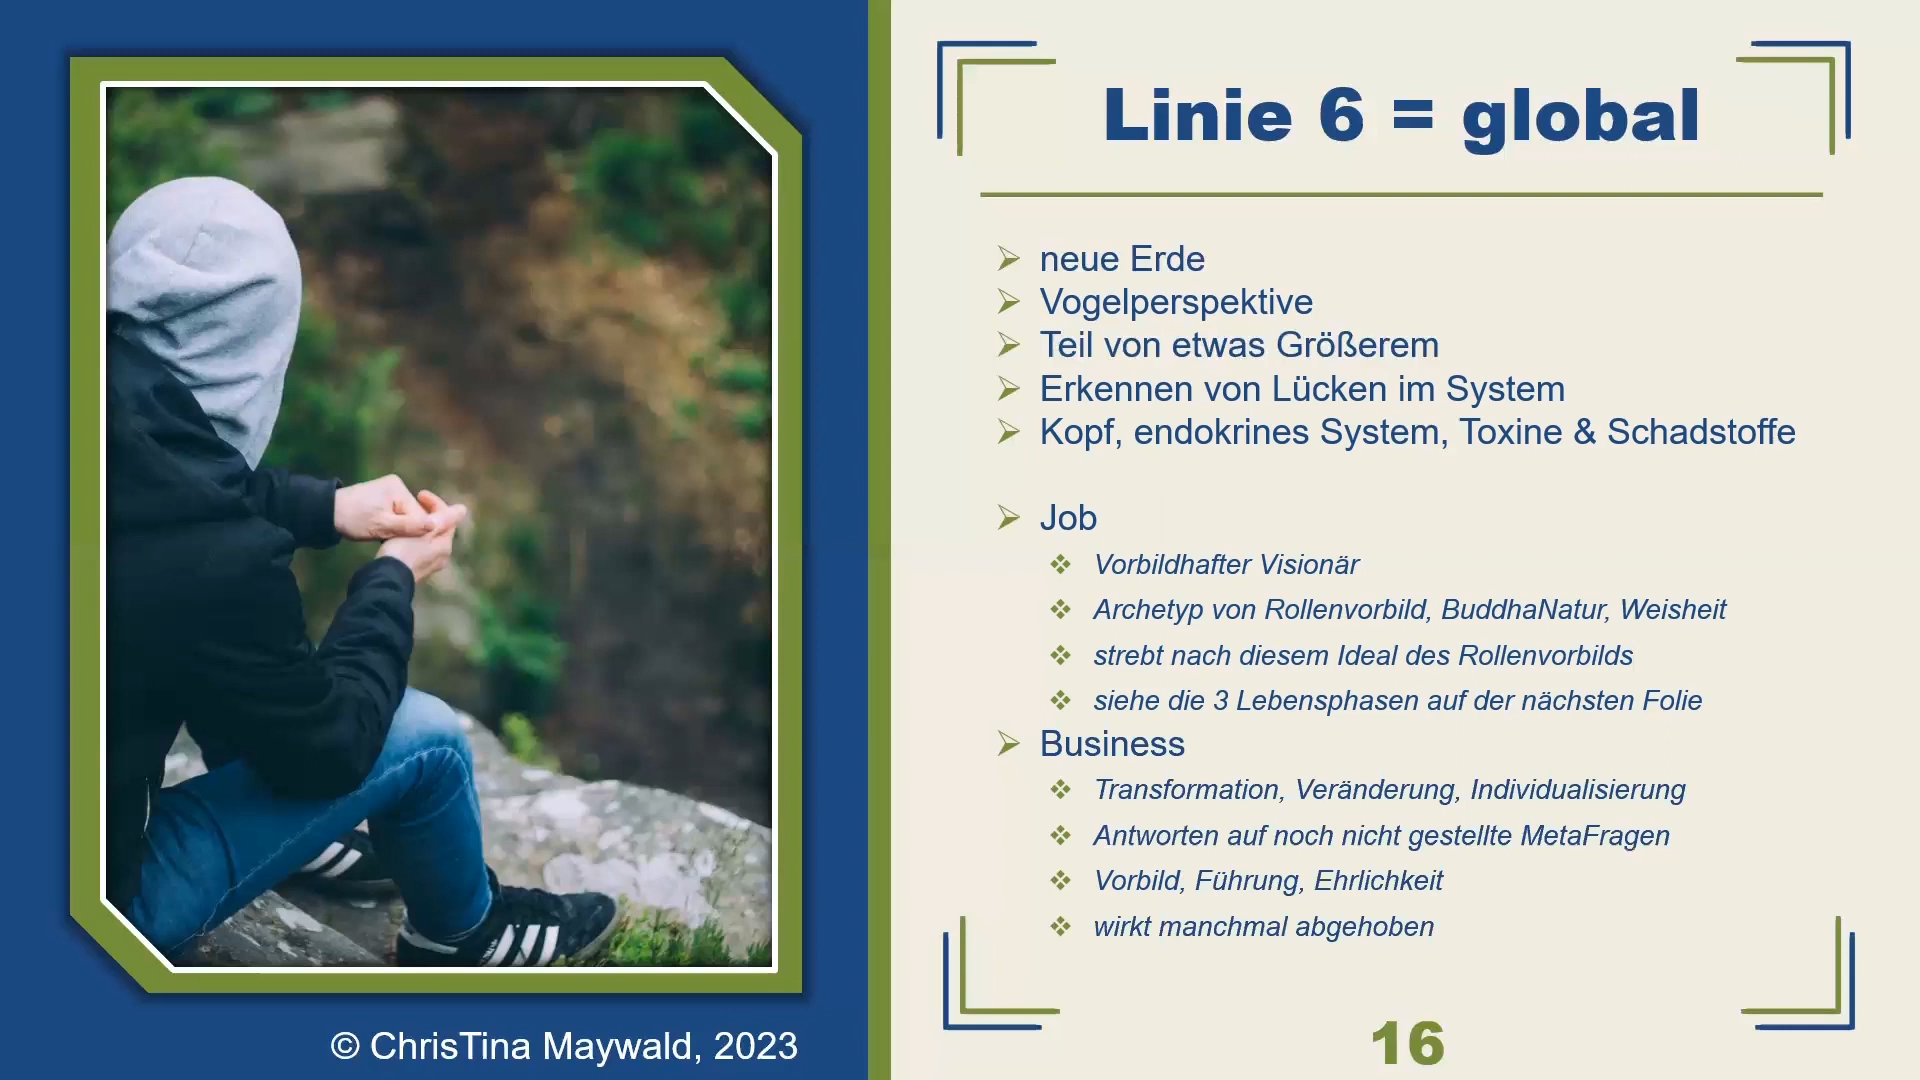 Linie 6 = global
neue Erde
Vogelperspektive
Teil von etwas Größerem
Erkennen von Lücken im System
Kopf, endokrines System, Toxine & Schadstoffe
Job
Vorbildhafter Visionär
Archetyp von Rollenvorbild, BuddhaNatur, Weisheit
strebt nach diesem Ideal des Rollenvorbilds
siehe die 3 Lebensphasen auf der nächsten Folie
Business
Transformation, Veränderung, Individualisierung
Antworten auf noch nicht gestellte MetaFragen
Vorbild, Führung, Ehrlichkeit
wirkt manchmal abgehoben
© ChrisTina Maywald, 2023
16